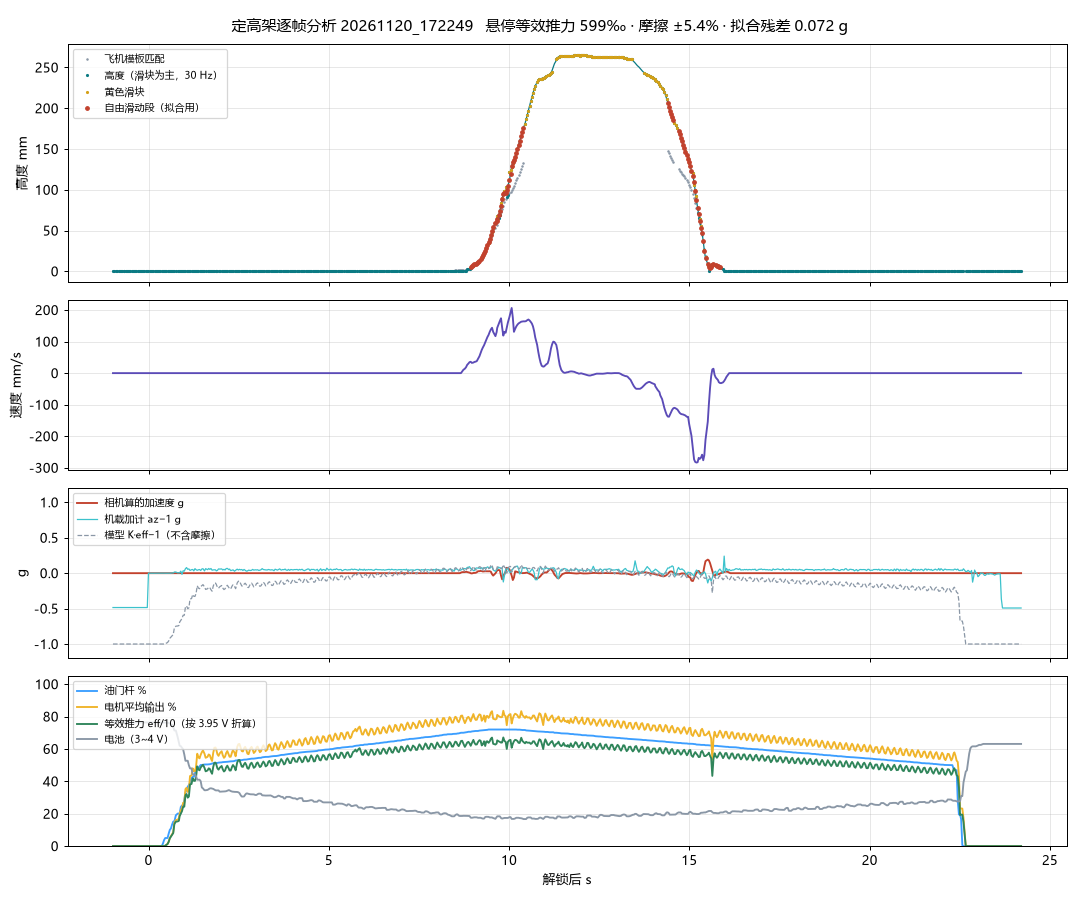 定高架逐帧分析 20261120_172249   悬停等效推力 599‰ · 摩擦 ±5.4% · 拟合残差 0.072 g
飞机模板匹配
高度（滑块为主，30 Hz）
黄色滑块
自由滑动段（拟合用）
250
200
150
100
50
0
高度 mm
200
100
0
-100
-200
-300
速度 mm/s
相机算的加速度 g
机载加计 az−1 g
模型 K·eff−1（不含摩擦）
1.0
0.5
0.0
-0.5
-1.0
g
油门杆 %
电机平均输出 %
等效推力 eff/10（按 3.95 V 折算）
电池（3~4 V）
100
80
60
40
20
0
0
5
10
15
20
25
解锁后 s